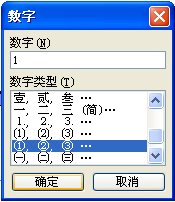 数字
数字(N)
1
数字类型(T)
壹, 贰, 叁 …
一, 二, 三 (简)…
1., 2., 3. …
(1), (2), (3) …
①, ②, ③ …
㈠, ㈡, ㈢ …
确定 取消